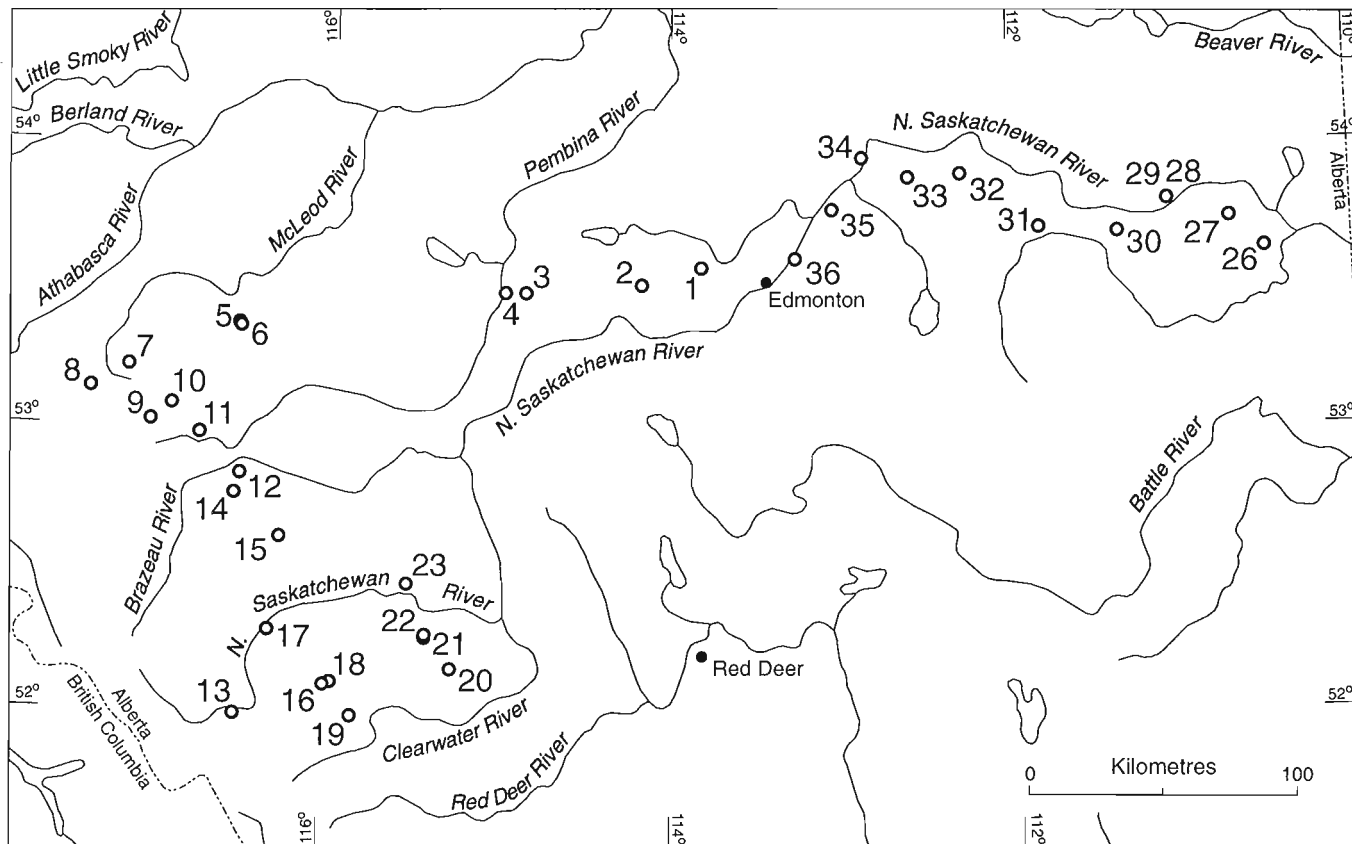 116°
114°
112°
110°
Little Smoky River
Beaver River
Berland River
54°
54°
Pembina River
N. Saskatchewan River
Alberta
34
McLeod River
33
32
29 28
Athabasca River
35
31
30
27
26
36
2
1
3
4
Edmonton
5
6
7
8
N. Saskatchewan River
10
9
11
53°
53°
Battle River
12
14
Brazeau River
15
23
N. Saskatchewan River
22
21
17
20
18
16
13
19
Red Deer
52°
52°
Alberta
British Columbia
Clearwater River
Red Deer River
Kilometres
0 100
116°
114°
112°